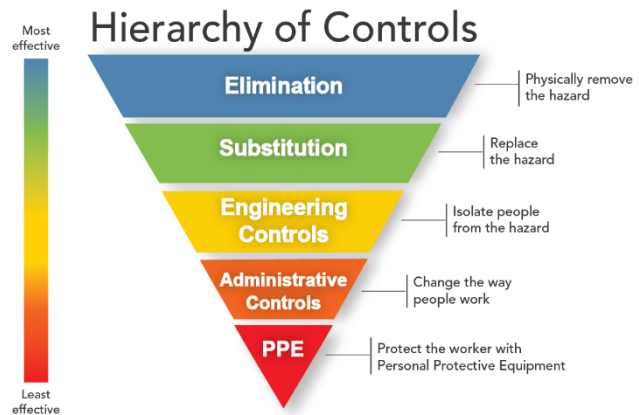 Hierarchy of Controls
Most
effective
Elimination
Physically remove
the hazard
Substitution
Replace
the hazard
Engineering
Controls
Isolate people
from the hazard
Administrative
Controls
Change the way
people work
PPE
Protect the worker with
Personal Protective Equipment
Least
effective